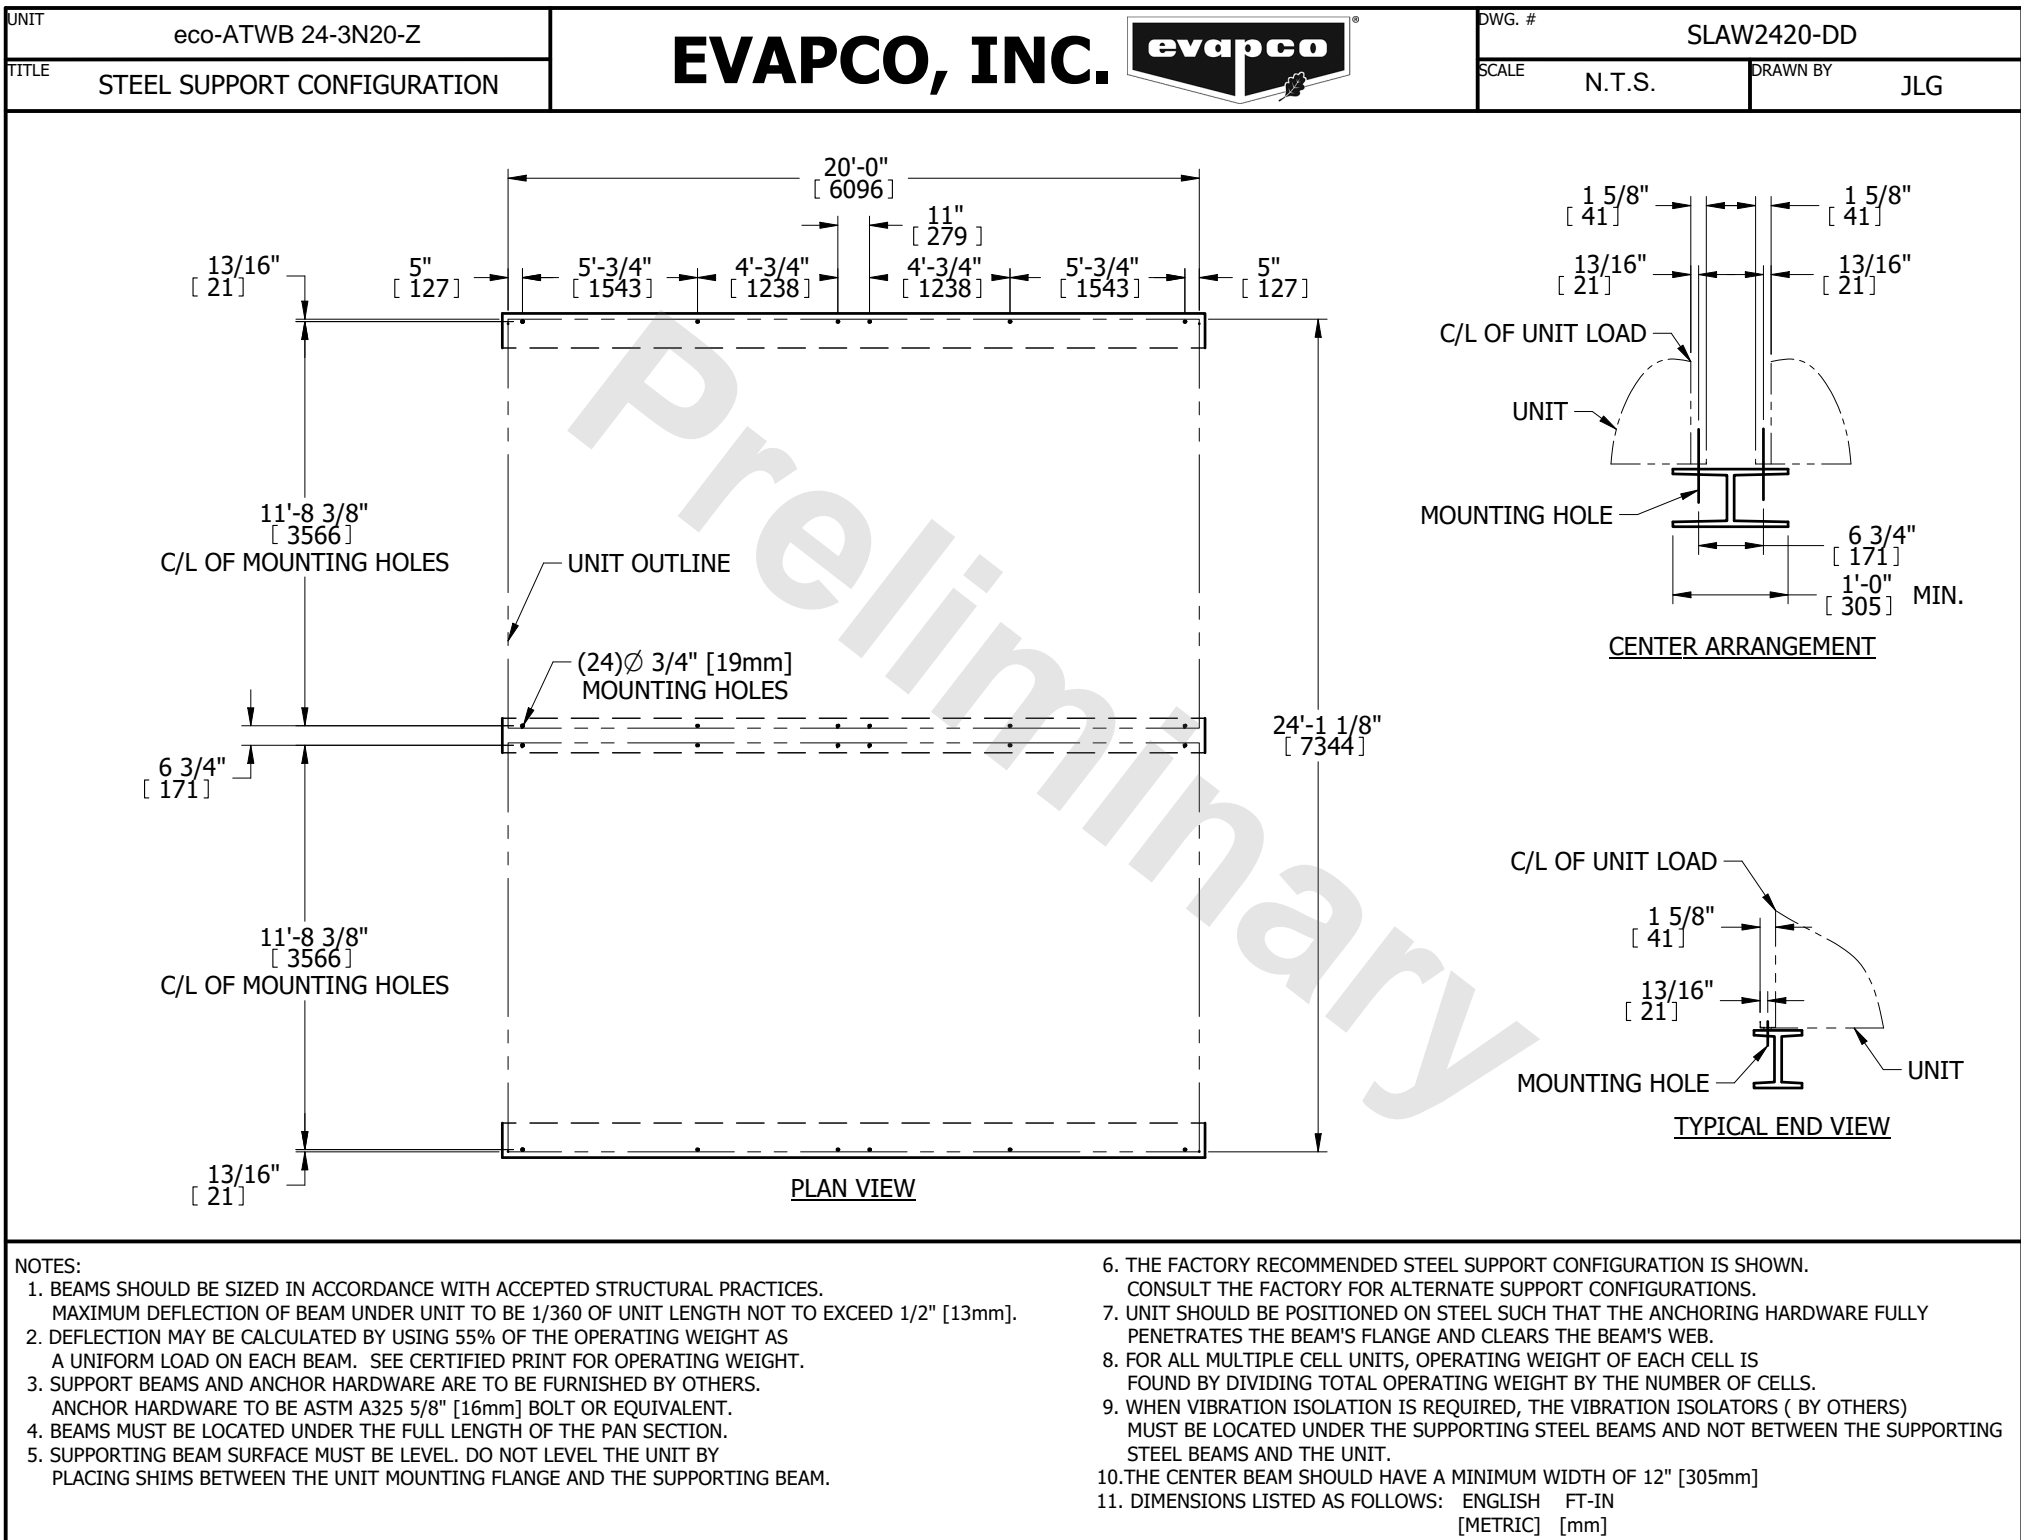 UNIT
eco-ATWB 24-3N20-Z
TITLE
STEEL SUPPORT CONFIGURATION
EVAPCO, INC.
evapco
®
DWG. #
SLAW2420-DD
SCALE
N.T.S.
DRAWN BY
JLG
20'-0"
[ 6096 ]
11"
[ 279 ]
13/16"
[ 21 ]
5"
[ 127 ]
5'-3/4"
[ 1543 ]
4'-3/4"
[ 1238 ]
4'-3/4"
[ 1238 ]
5'-3/4"
[ 1543 ]
5"
[ 127 ]
11'-8 3/8"
[ 3566 ]
C/L OF MOUNTING HOLES
UNIT OUTLINE
(24)Ø 3/4" [19mm]
MOUNTING HOLES
6 3/4"
[ 171 ]
24'-1 1/8"
[ 7344 ]
11'-8 3/8"
[ 3566 ]
C/L OF MOUNTING HOLES
13/16"
[ 21 ]
PLAN VIEW
Preliminary
1 5/8"
[ 41 ]
1 5/8"
[ 41 ]
13/16"
[ 21 ]
13/16"
[ 21 ]
C/L OF UNIT LOAD
UNIT
MOUNTING HOLE
6 3/4"
[ 171 ]
1'-0"
[ 305 ]
MIN.
CENTER ARRANGEMENT
C/L OF UNIT LOAD
1 5/8"
[ 41 ]
13/16"
[ 21 ]
MOUNTING HOLE
UNIT
TYPICAL END VIEW
NOTES:
1. BEAMS SHOULD BE SIZED IN ACCORDANCE WITH ACCEPTED STRUCTURAL PRACTICES.
MAXIMUM DEFLECTION OF BEAM UNDER UNIT TO BE 1/360 OF UNIT LENGTH NOT TO EXCEED 1/2" [13mm].
2. DEFLECTION MAY BE CALCULATED BY USING 55% OF THE OPERATING WEIGHT AS
A UNIFORM LOAD ON EACH BEAM. SEE CERTIFIED PRINT FOR OPERATING WEIGHT.
3. SUPPORT BEAMS AND ANCHOR HARDWARE ARE TO BE FURNISHED BY OTHERS.
ANCHOR HARDWARE TO BE ASTM A325 5/8" [16mm] BOLT OR EQUIVALENT.
4. BEAMS MUST BE LOCATED UNDER THE FULL LENGTH OF THE PAN SECTION.
5. SUPPORTING BEAM SURFACE MUST BE LEVEL. DO NOT LEVEL THE UNIT BY
PLACING SHIMS BETWEEN THE UNIT MOUNTING FLANGE AND THE SUPPORTING BEAM.
6. THE FACTORY RECOMMENDED STEEL SUPPORT CONFIGURATION IS SHOWN.
CONSULT THE FACTORY FOR ALTERNATE SUPPORT CONFIGURATIONS.
7. UNIT SHOULD BE POSITIONED ON STEEL SUCH THAT THE ANCHORING HARDWARE FULLY
PENETRATES THE BEAM'S FLANGE AND CLEARS THE BEAM'S WEB.
8. FOR ALL MULTIPLE CELL UNITS, OPERATING WEIGHT OF EACH CELL IS
FOUND BY DIVIDING TOTAL OPERATING WEIGHT BY THE NUMBER OF CELLS.
9. WHEN VIBRATION ISOLATION IS REQUIRED, THE VIBRATION ISOLATORS ( BY OTHERS)
MUST BE LOCATED UNDER THE SUPPORTING STEEL BEAMS AND NOT BETWEEN THE SUPPORTING
STEEL BEAMS AND THE UNIT.
10.THE CENTER BEAM SHOULD HAVE A MINIMUM WIDTH OF 12" [305mm]
11. DIMENSIONS LISTED AS FOLLOWS: ENGLISH FT-IN
[METRIC] [mm]